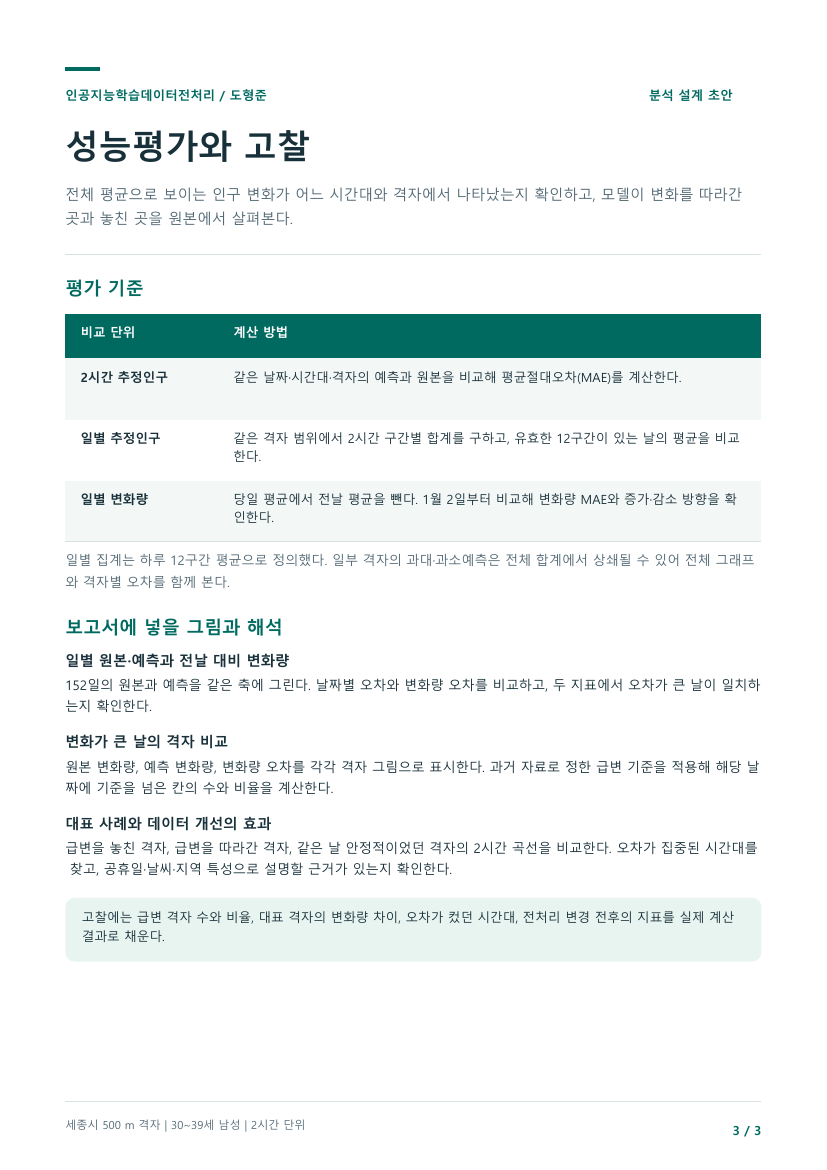 인공지능학습데이터전처리 / 도형준
분석 설계 초안
성능평가와 고찰
전체 평균으로 보이는 인구 변화가 어느 시간대와 격자에서 나타났는지 확인하고, 모델이 변화를 따라간
곳과 놓친 곳을 원본에서 살펴본다.
평가 기준
비교 단위
계산 방법
2시간 추정인구
같은 날짜·시간대·격자의 예측과 원본을 비교해 평균절대오차(MAE)를 계산한다.
일별 추정인구
같은 격자 범위에서 2시간 구간별 합계를 구하고, 유효한 12구간이 있는 날의 평균을 비교
한다.
일별 변화량
당일 평균에서 전날 평균을 뺀다. 1월 2일부터 비교해 변화량 MAE와 증가·감소 방향을 확
인한다.
일별 집계는 하루 12구간 평균으로 정의했다. 일부 격자의 과대·과소예측은 전체 합계에서 상쇄될 수 있어 전체 그래프
와 격자별 오차를 함께 본다.
보고서에 넣을 그림과 해석
일별 원본·예측과 전날 대비 변화량
152일의 원본과 예측을 같은 축에 그린다. 날짜별 오차와 변화량 오차를 비교하고, 두 지표에서 오차가 큰 날이 일치하
는지 확인한다.
변화가 큰 날의 격자 비교
원본 변화량, 예측 변화량, 변화량 오차를 각각 격자 그림으로 표시한다. 과거 자료로 정한 급변 기준을 적용해 해당 날
짜에 기준을 넘은 칸의 수와 비율을 계산한다.
대표 사례와 데이터 개선의 효과
급변을 놓친 격자, 급변을 따라간 격자, 같은 날 안정적이었던 격자의 2시간 곡선을 비교한다. 오차가 집중된 시간대를
찾고, 공휴일·날씨·지역 특성으로 설명할 근거가 있는지 확인한다.
고찰에는 급변 격자 수와 비율, 대표 격자의 변화량 차이, 오차가 컸던 시간대, 전처리 변경 전후의 지표를 실제 계산
결과로 채운다.
세종시 500 m 격자 | 30~39세 남성 | 2시간 단위
3 / 3